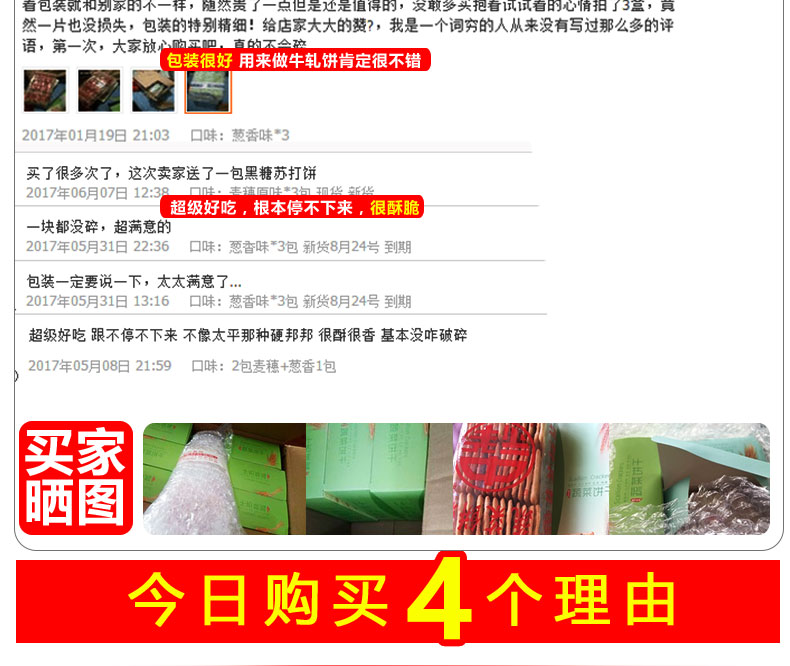 看包装就和别家的不一样，随然贵了一点但是还是值得的，没敢多买抱着试试看的心情拍了3盒，竟
然一片也没损失，包装的特别精细！给店家大大的赞?，我是一个词穷的人从来没有写过那么多的评
语，第一次，大家放心购买吧，真的不会碎
包装很好 用来做牛轧饼肯定很不错
2017年01月19日 21:03 口味：葱香味*3
买了很多次了，这次卖家送了一包黑糖苏打饼
2017年06月07日 12:38 口味：麦穗原味*3包 现货 新货
超级好吃，根本停不下来，很酥脆
一块都没碎，超满意的
2017年05月31日 22:36 口味：葱香味*3包 新货8月24号 到期
包装一定要说一下，太太满意了...
2017年05月31日 13:16 口味：葱香味*3包 新货8月24号 到期
超级好吃 跟不停不下来 不像太平那种硬邦邦 很酥很香 基本没咋破碎
2017年05月08日 21:59 口味：2包麦穗+葱香1包
买家
晒图
蔬菜饼干
今日购买4个理由